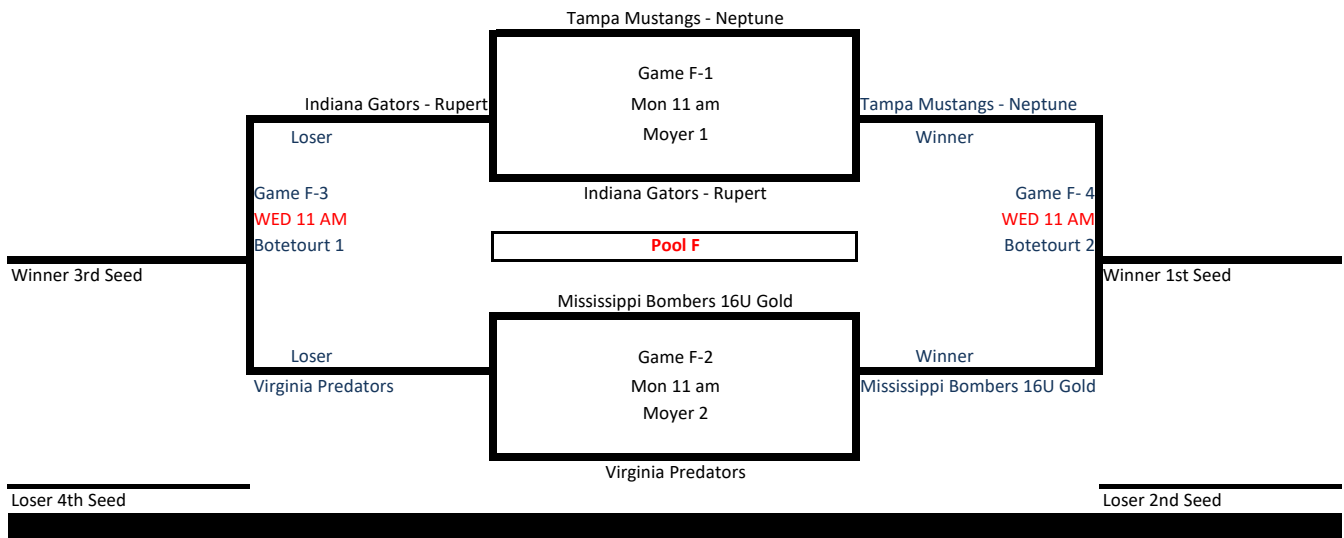 Tampa Mustangs - Neptune
Game F-1
Indiana Gators - Rupert
Mon 11 am
Tampa Mustangs - Neptune
Loser
Moyer 1
Winner
Game F-3
Indiana Gators - Rupert
Game F- 4
WED 11 AM
WED 11 AM
Botetourt 1
Pool F
Botetourt 2
Winner 3rd Seed
Winner 1st Seed
Mississippi Bombers 16U Gold
Loser
Game F-2
Winner
Virginia Predators
Mon 11 am
Mississippi Bombers 16U Gold
Moyer 2
Virginia Predators
Loser 4th Seed
Loser 2nd Seed